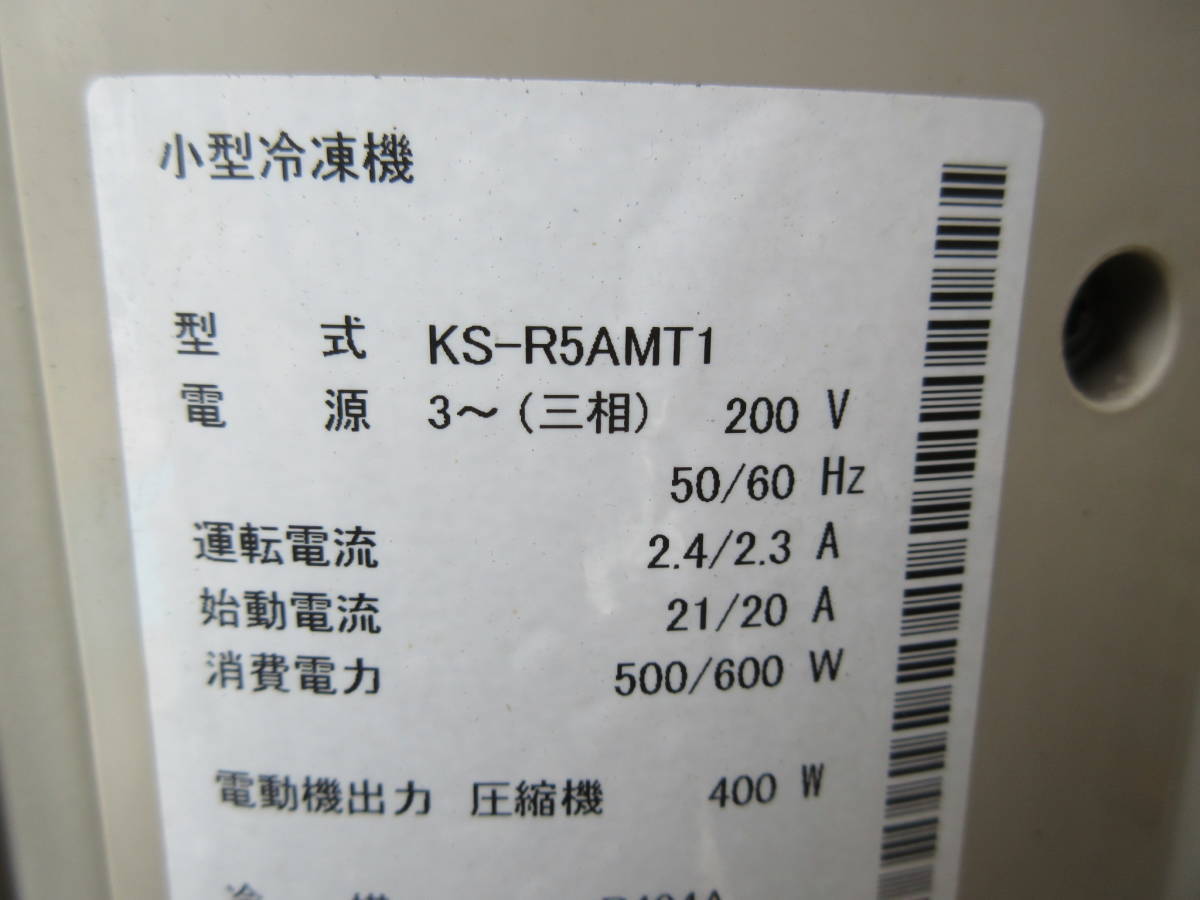 小型冷凍機
型 式 KS-R5AMT1
電 源 3～(三相) 200 V
50/60 Hz
運転電流 2.4/2.3 A
始動電流 21/20 A
消費電力 500/600 W
電動機出力 圧縮機 400 W